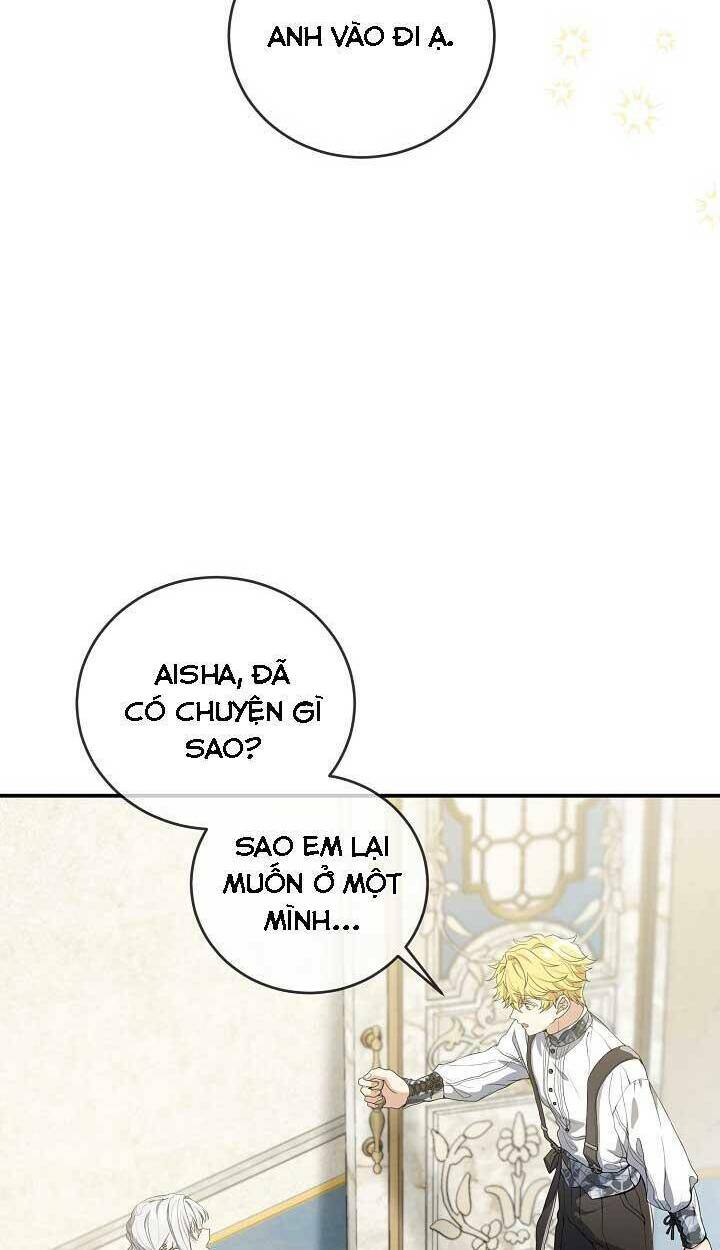 ANH VÀO ĐI Ạ.
AISHA, ĐÃ
CÓ CHUYỆN GÌ
SAO?
SAO EM LẠI
MUỐN Ở MỘT
MÌNH...